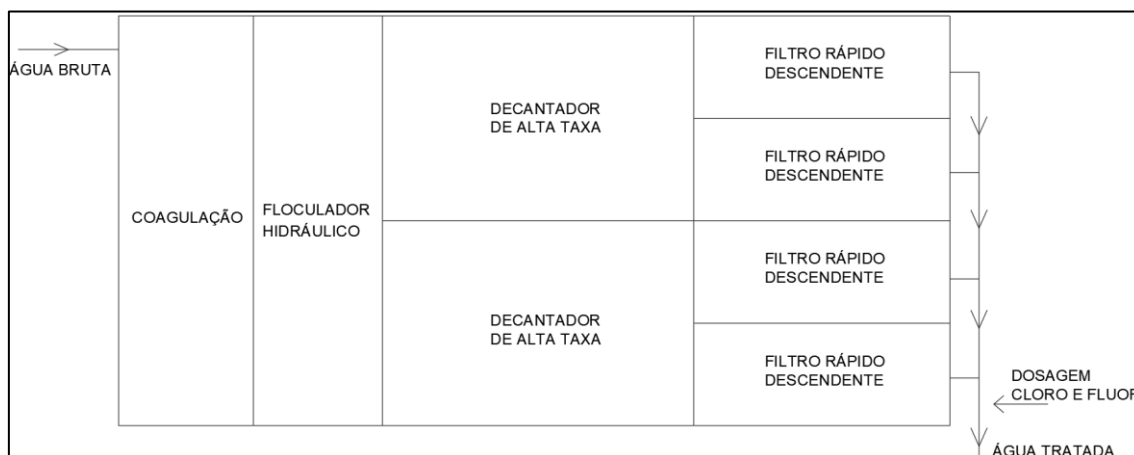 ÁGUA BRUTA
COAGULAÇÃO
FLOCULADOR
HIDRÁULICO
DECANTADOR
DE ALTA TAXA
DECANTADOR
DE ALTA TAXA
FILTRO RÁPIDO
DESCENDENTE
FILTRO RÁPIDO
DESCENDENTE
FILTRO RÁPIDO
DESCENDENTE
FILTRO RÁPIDO
DESCENDENTE
DOSAGEM
CLORO E FLUOR
ÁGUA TRATADA